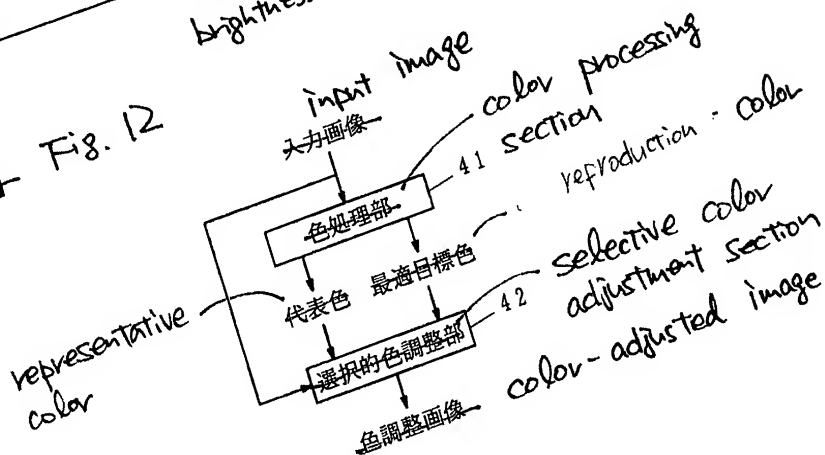 brightness
Fig. 12
input image
入力画像
color processing
section
41
色処理部
refroduction - color
代表色
最適目標色
representative
color
selective color
adjustment section
42
選択的色調整部
color-adjusted image
色調整画像